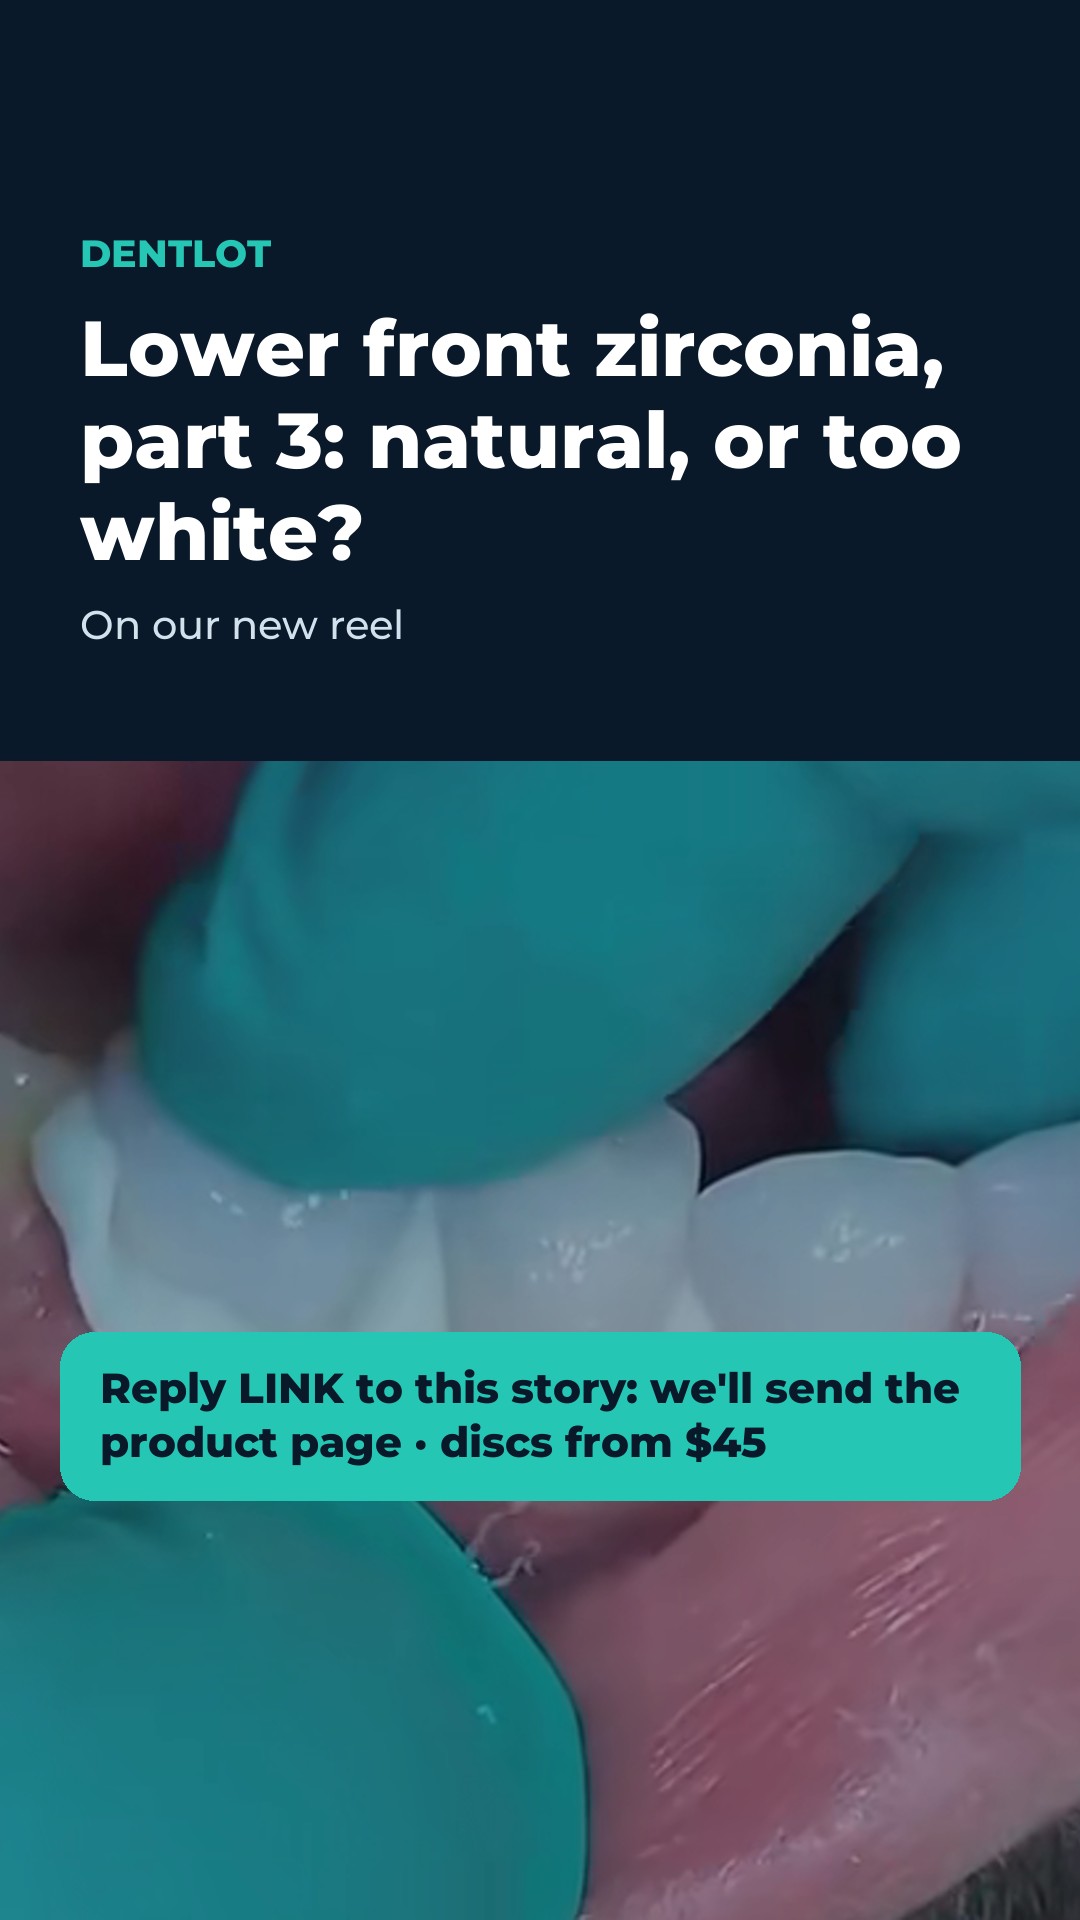 DENTLOT
Lower front zirconia,
part 3: natural, or too
white?
On our new reel
Reply LINK to this story: we'll send the
product page · discs from $45